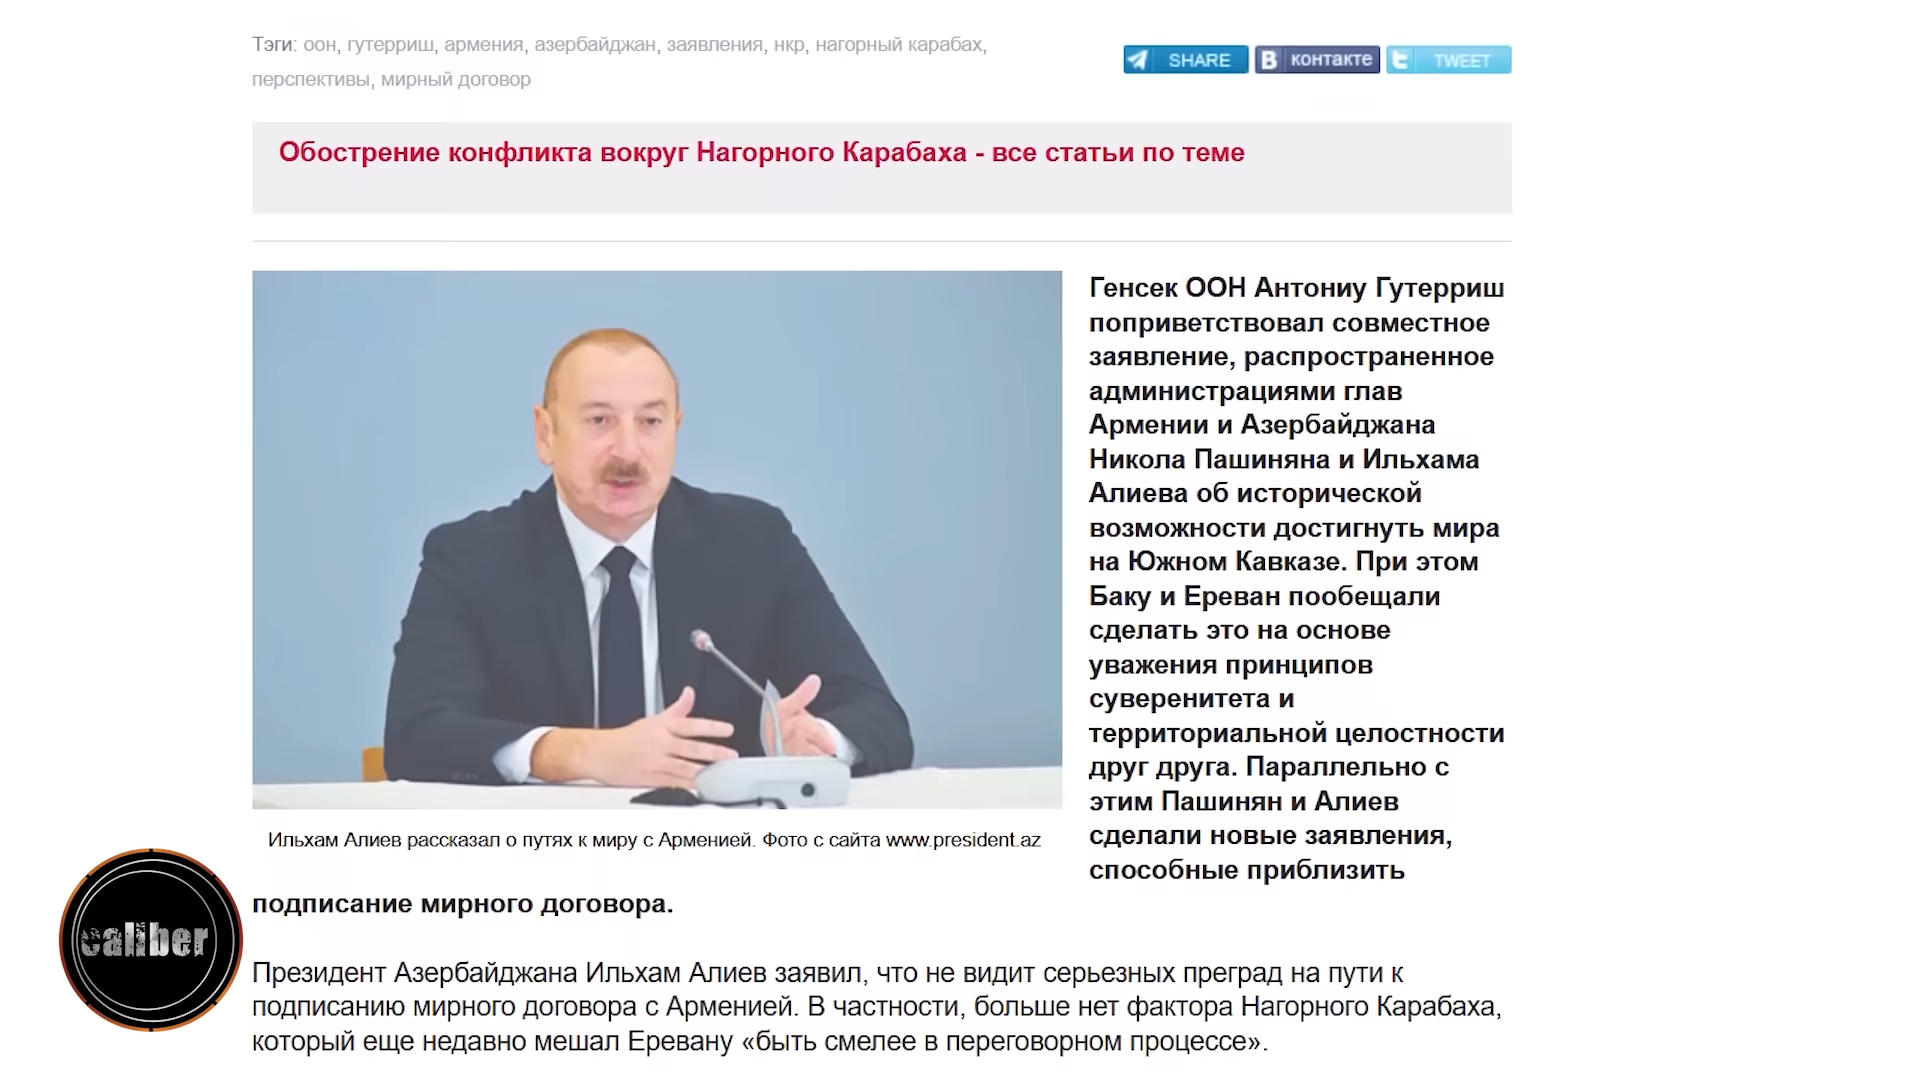 Тэги: оон, гутерриш, армения, азербайджан, заявления, нкр, нагорный карабах,
перспективы, мирный договор
SHARE
В контакте
TWEET
Обострение конфликта вокруг Нагорного Карабаха - все статьи по теме
Генсек ООН Антониу Гутерриш
поприветствовал совместное
заявление, распространенное
администрациями глав
Армении и Азербайджана
Никола Пашиняна и Ильхама
Алиева об исторической
возможности достигнуть мира
на Южном Кавказе. При этом
Баку и Ереван пообещали
сделать это на основе
уважения принципов
суверенитета и
территориальной целостности
друг друга. Параллельно с
этим Пашинян и Алиев
сделали новые заявления,
способные приблизить
подписание мирного договора.
Ильхам Алиев рассказал о путях к миру с Арменией. Фото с сайта www.president.az
Президент Азербайджана Ильхам Алиев заявил, что не видит серьезных преград на пути к
подписанию мирного договора с Арменией. В частности, больше нет фактора Нагорного Карабаха,
который еще недавно мешал Еревану «быть смелее в переговорном процессе».
caliber